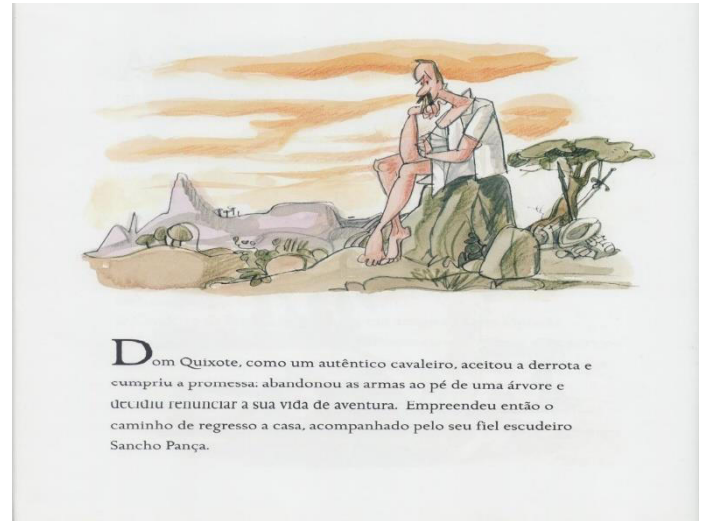 Dom Quixote, como um autêntico cavaleiro, aceitou a derrota e
cumpriu a promessa: abandonou as armas ao pé de uma árvore e
decidiu renunciar a sua vida de aventura. Empreendeu então o
caminho de regresso a casa, acompanhado pelo seu fiel escudeiro
Sancho Pança.